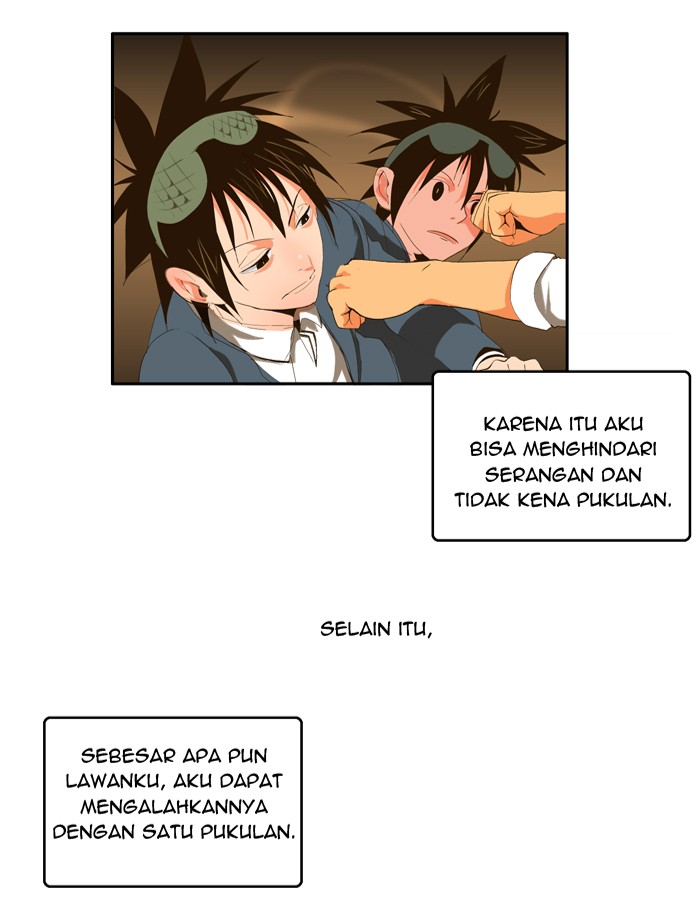 KARENA ITU AKU
BISA MENGHINDARI
SERANGAN DAN
TIDAK KENA PUKULAN.
SELAIN ITU,
SEBESAR APA PUN
LAWANKU, AKU DAPAT
MENGALAHKANNYA
DENGAN SATU PUKULAN.